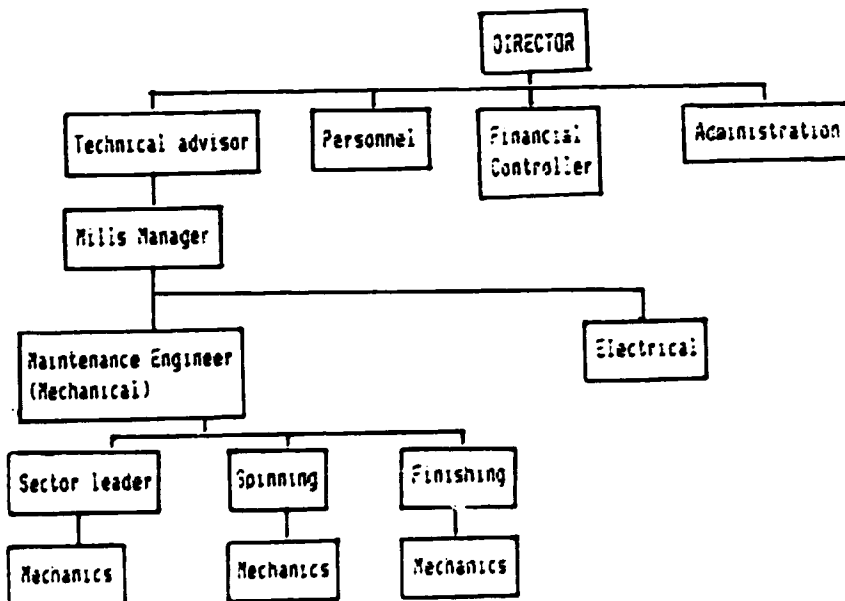 DIRECTOR
Technical advisor
Personnel
Financial
Controller
Administration
Mills Manager
Maintenance Engineer
(Mechanical)
Electrical
Sector leader
Spinning
Finishing
Mechanics
Mechanics
Mechanics